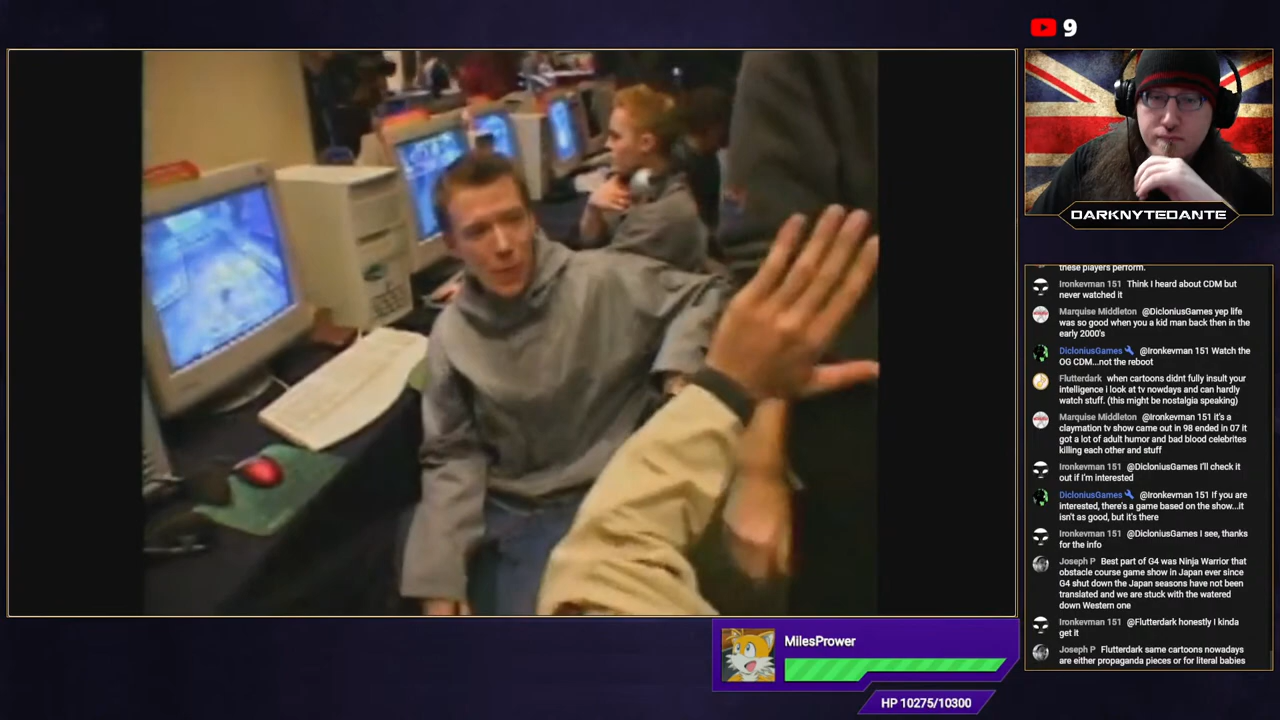 9
DARKNYTEDANTE
these players perform.
Ironkevman 151 Think I heard about CDM but
never watched it
Marquise Middleton @DicloniusGames yep life
was so good when you a kid man back then in the
early 2000's
DicloniusGames @Ironkevman 151 Watch the
OG CDM...not the reboot
Flutterdark when cartoons didnt fully insult your
intelligence i look at tv nowdays and can hardly
watch stuff. (this might be nostalgia speaking)
Marquise Middleton @Ironkevman 151 it's a
claymation tv show came out in 98 ended in 07 it
got a lot of adult humor and bad blood celebrites
killing each other and stuff
Ironkevman 151 @DicloniusGames I'll check it
out if I'm interested
DicloniusGames @Ironkevman 151 If you are
interested, there's a game based on the show...it
isn't as good, but it's there
Ironkevman 151 @DicloniusGames I see, thanks
for the info
Joseph P Best part of G4 was Ninja Warrior that
obstacle course game show in Japan ever since
G4 shut down the Japan seasons have not been
translated and we are stuck with the watered
down Western one
Ironkevman 151 @Flutterdark honestly I kinda
get it
Joseph P Flutterdark same cartoons nowadays
are either propaganda pieces or for literal babies
MilesPrower
HP 10275/10300